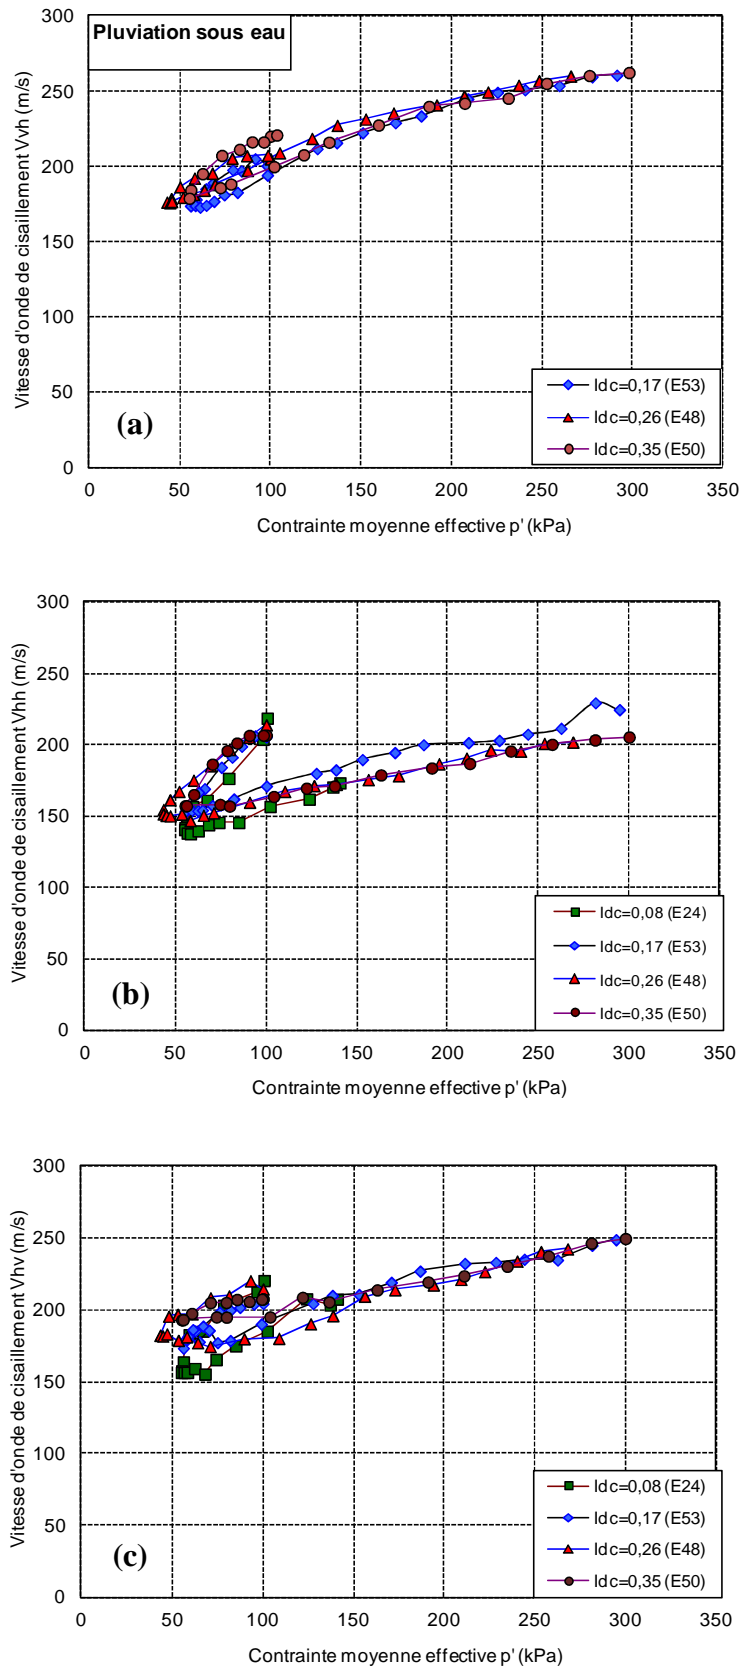 Pluviation sous eau
Vitesse d'onde de cisaillement Vvh (m/s)
300
250
200
150
100
50
0
0 50 100 150 200 250 300 350
Contrainte moyenne effective p' (kPa)
(a)
Idc=0,17 (E53)
Idc=0,26 (E48)
Idc=0,35 (E50)
Vitesse d'onde de cisaillement Vhh (m/s)
300
250
200
150
100
50
0
0 50 100 150 200 250 300 350
Contrainte moyenne effective p' (kPa)
(b)
Idc=0,08 (E24)
Idc=0,17 (E53)
Idc=0,26 (E48)
Idc=0,35 (E50)
Vitesse d'onde de cisaillement Vhv (m/s)
300
250
200
150
100
50
0
0 50 100 150 200 250 300 350
Contrainte moyenne effective p' (kPa)
(c)
Idc=0,08 (E24)
Idc=0,17 (E53)
Idc=0,26 (E48)
Idc=0,35 (E50)